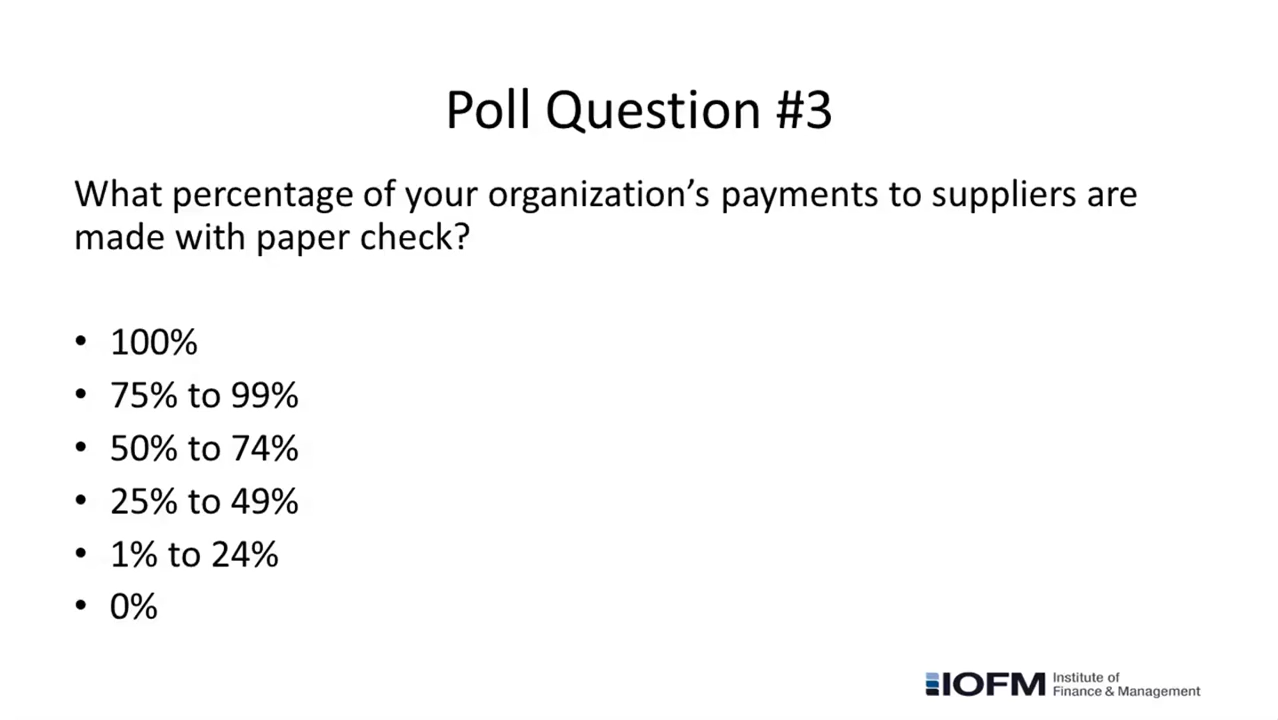 Poll Question #3
What percentage of your organization’s payments to suppliers are
made with paper check?
• 100%
• 75% to 99%
• 50% to 74%
• 25% to 49%
• 1% to 24%
• 0%
IOFM Institute of
Finance & Management